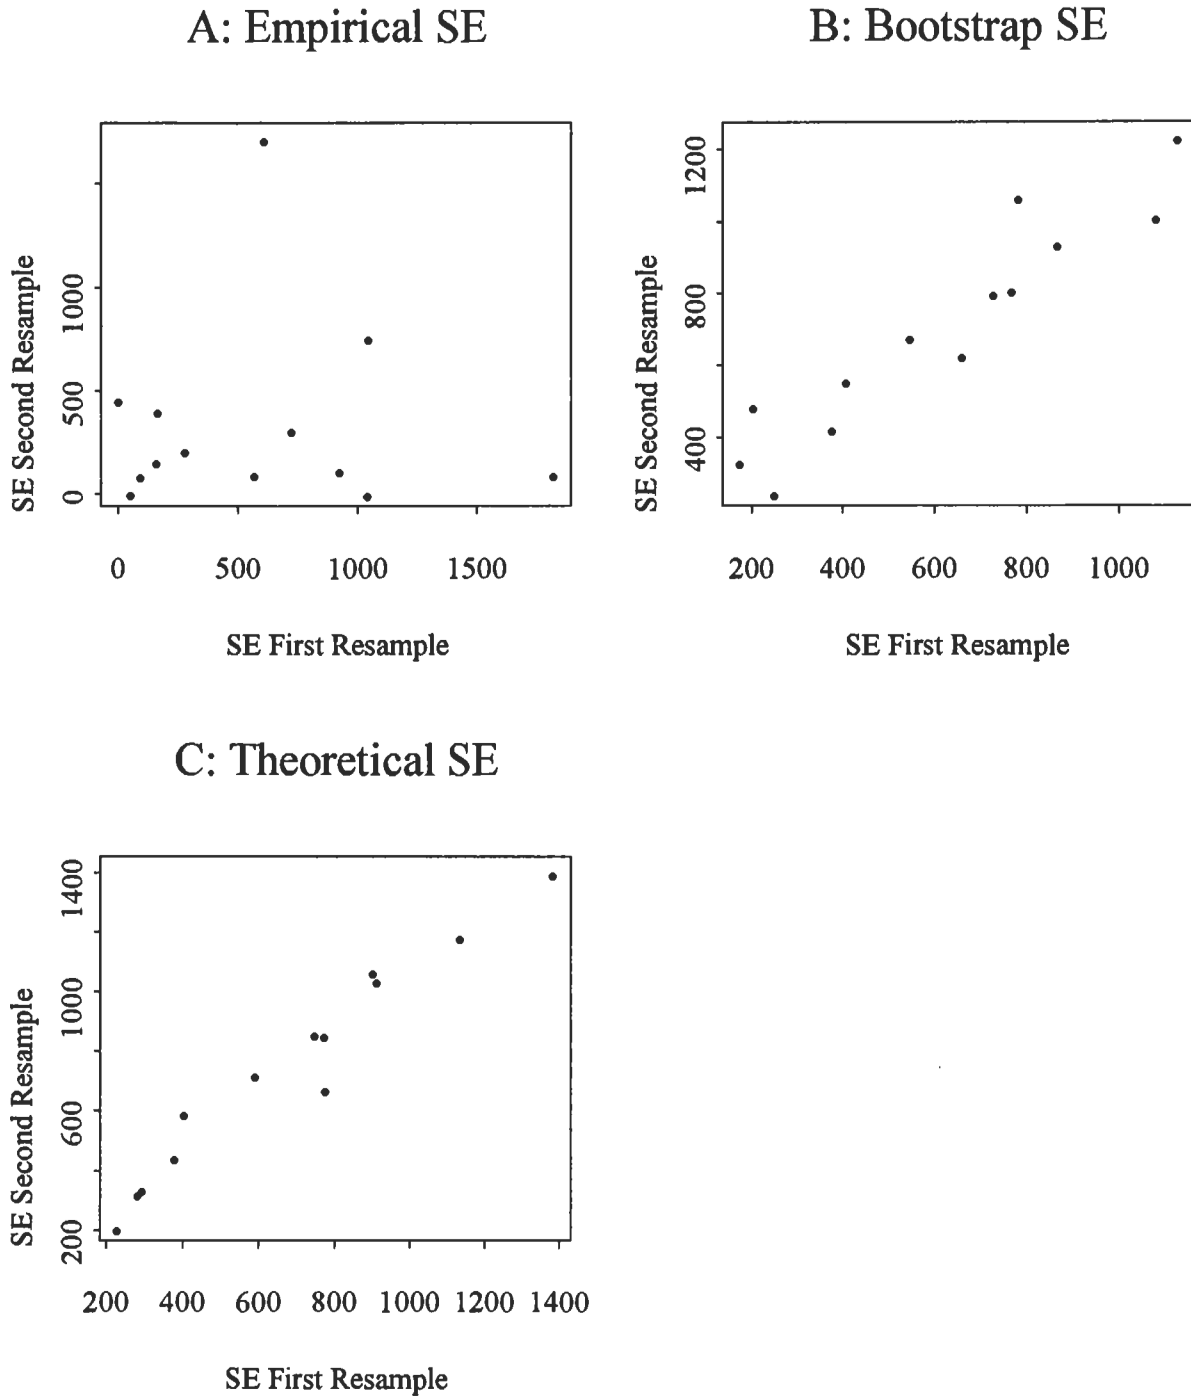 A: Empirical SE
SE Second Resample
0 500 1000
0 500 1000 1500
SE First Resample
B: Bootstrap SE
SE Second Resample
400 800 1200
200 400 600 800 1000
SE First Resample
C: Theoretical SE
SE Second Resample
200 600 1000 1400
200 400 600 800 1000 1200 1400
SE First Resample